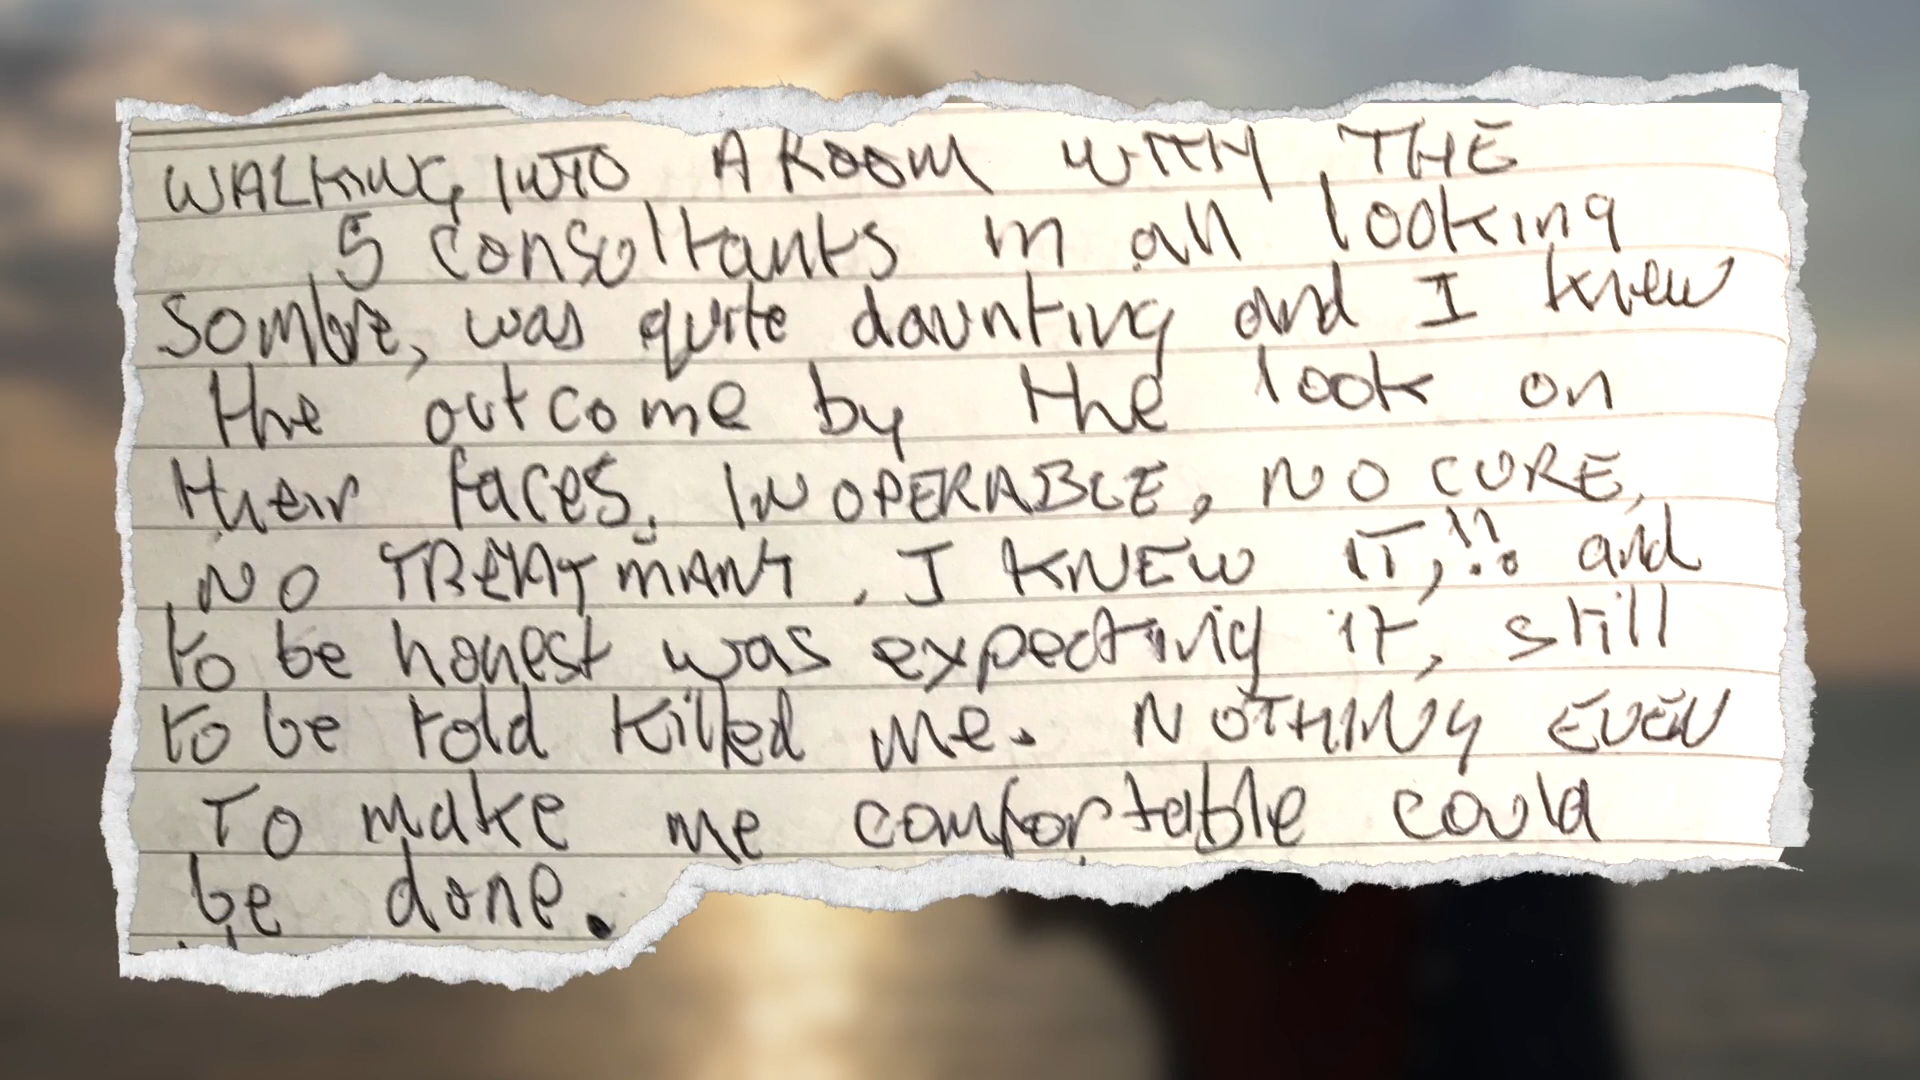 WALKING INTO A ROOM WITH THE
5 consultants in all looking
sombre, was quite daunting and I knew
the outcome by the look on
their faces. INOPERABLE, NO CURE,
NO TREATMANT. I KNEW IT,!! and
to be honest was expecting it, still
to be told killed me. NOTHING EVEN
TO make me comfortable could
be done.